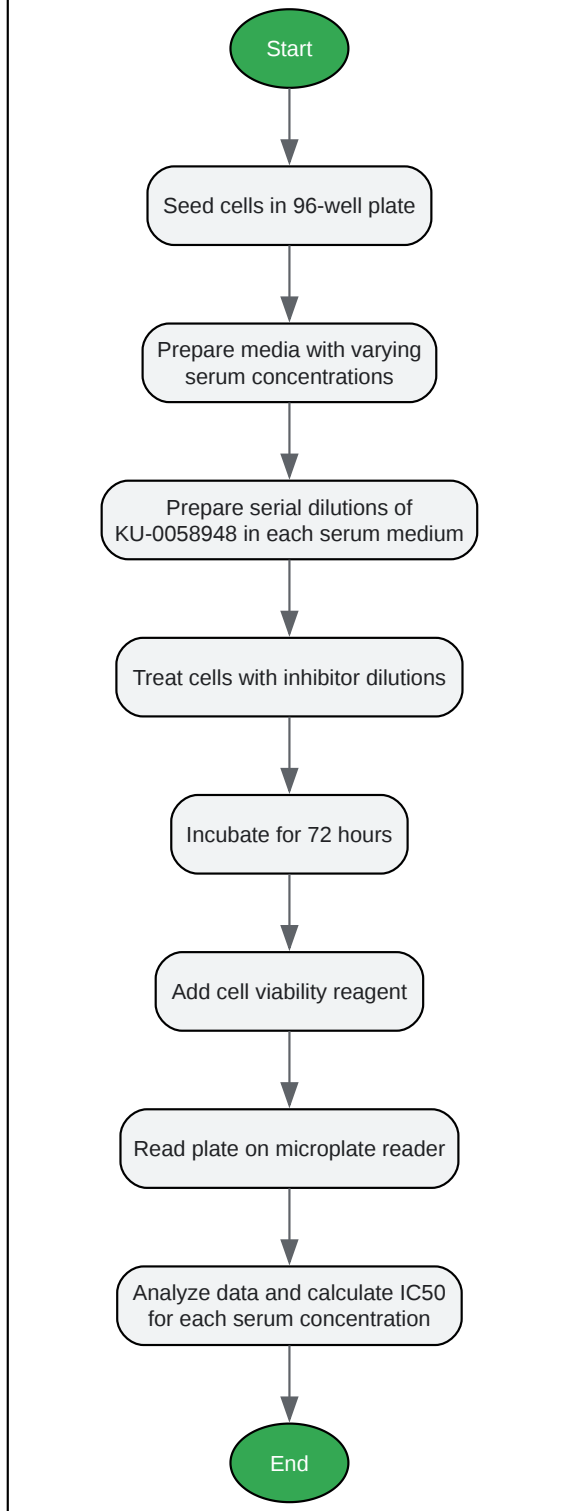 Start
Seed cells in 96-well plate
Prepare media with varying
serum concentrations
Prepare serial dilutions of
KU-0058948 in each serum medium
Treat cells with inhibitor dilutions
Incubate for 72 hours
Add cell viability reagent
Read plate on microplate reader
Analyze data and calculate IC50
for each serum concentration
End